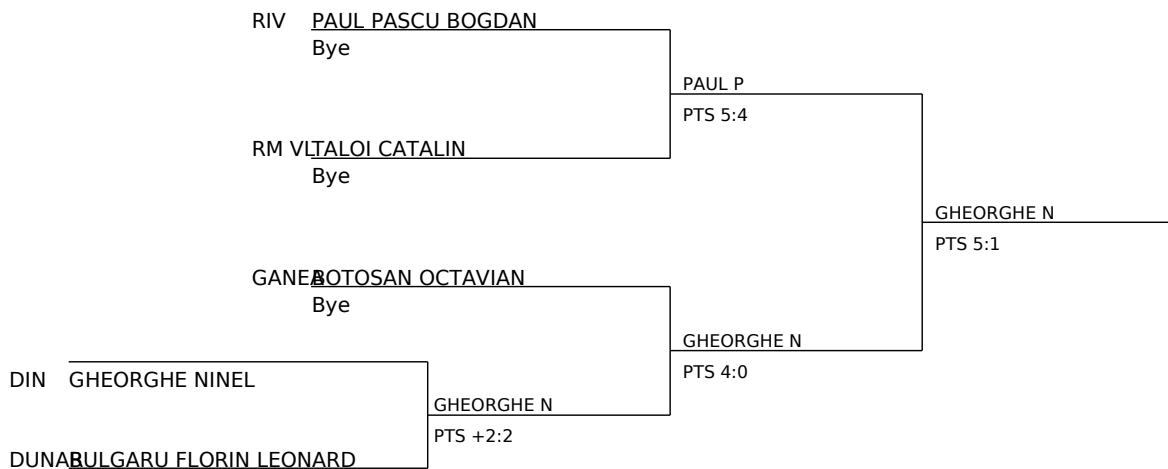 RIV PAUL PASCU BOGDAN
Bye
PAUL P
PTS 5:4
RM VL TALOI CATALIN
Bye
GHEORGHE N
PTS 5:1
GANEA BOTOSAN OCTAVIAN
Bye
GHEORGHE N
PTS 4:0
DIN GHEORGHE NINEL
GHEORGHE N
PTS +2:2
BULGARU FLORIN LEONARD